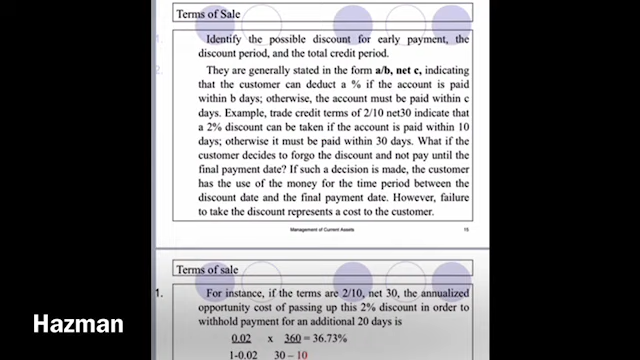 Terms of Sale
1. Identify the possible discount for early payment, the
discount period, and the total credit period.
2. They are generally stated in the form a/b, net c, indicating
that the customer can deduct a % if the account is paid
within b days; otherwise, the account must be paid within c
days. Example, trade credit terms of 2/10 net30 indicate that
a 2% discount can be taken if the account is paid within 10
days; otherwise it must be paid within 30 days. What if the
customer decides to forgo the discount and not pay until the
final payment date? If such a decision is made, the customer
has the use of the money for the time period between the
discount date and the final payment date. However, failure
to take the discount represents a cost to the customer.
Management of Current Assets 15
Terms of sale
1. For instance, if the terms are 2/10, net 30, the annualized
opportunity cost of passing up this 2% discount in order to
withhold payment for an additional 20 days is
0.02 x 360 = 36.73%
1-0.02 30 – 10
Hazman